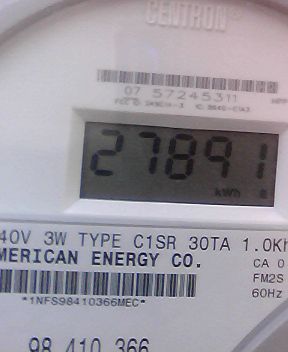 CENTRON®
07 57245311
27891
kWh
40V 3W TYPE C1SR 30TA 1.0Kh
MERICAN ENERGY CO.
CA 0
FM2S
60Hz
*1NFS98410366MEC*
98 410 366